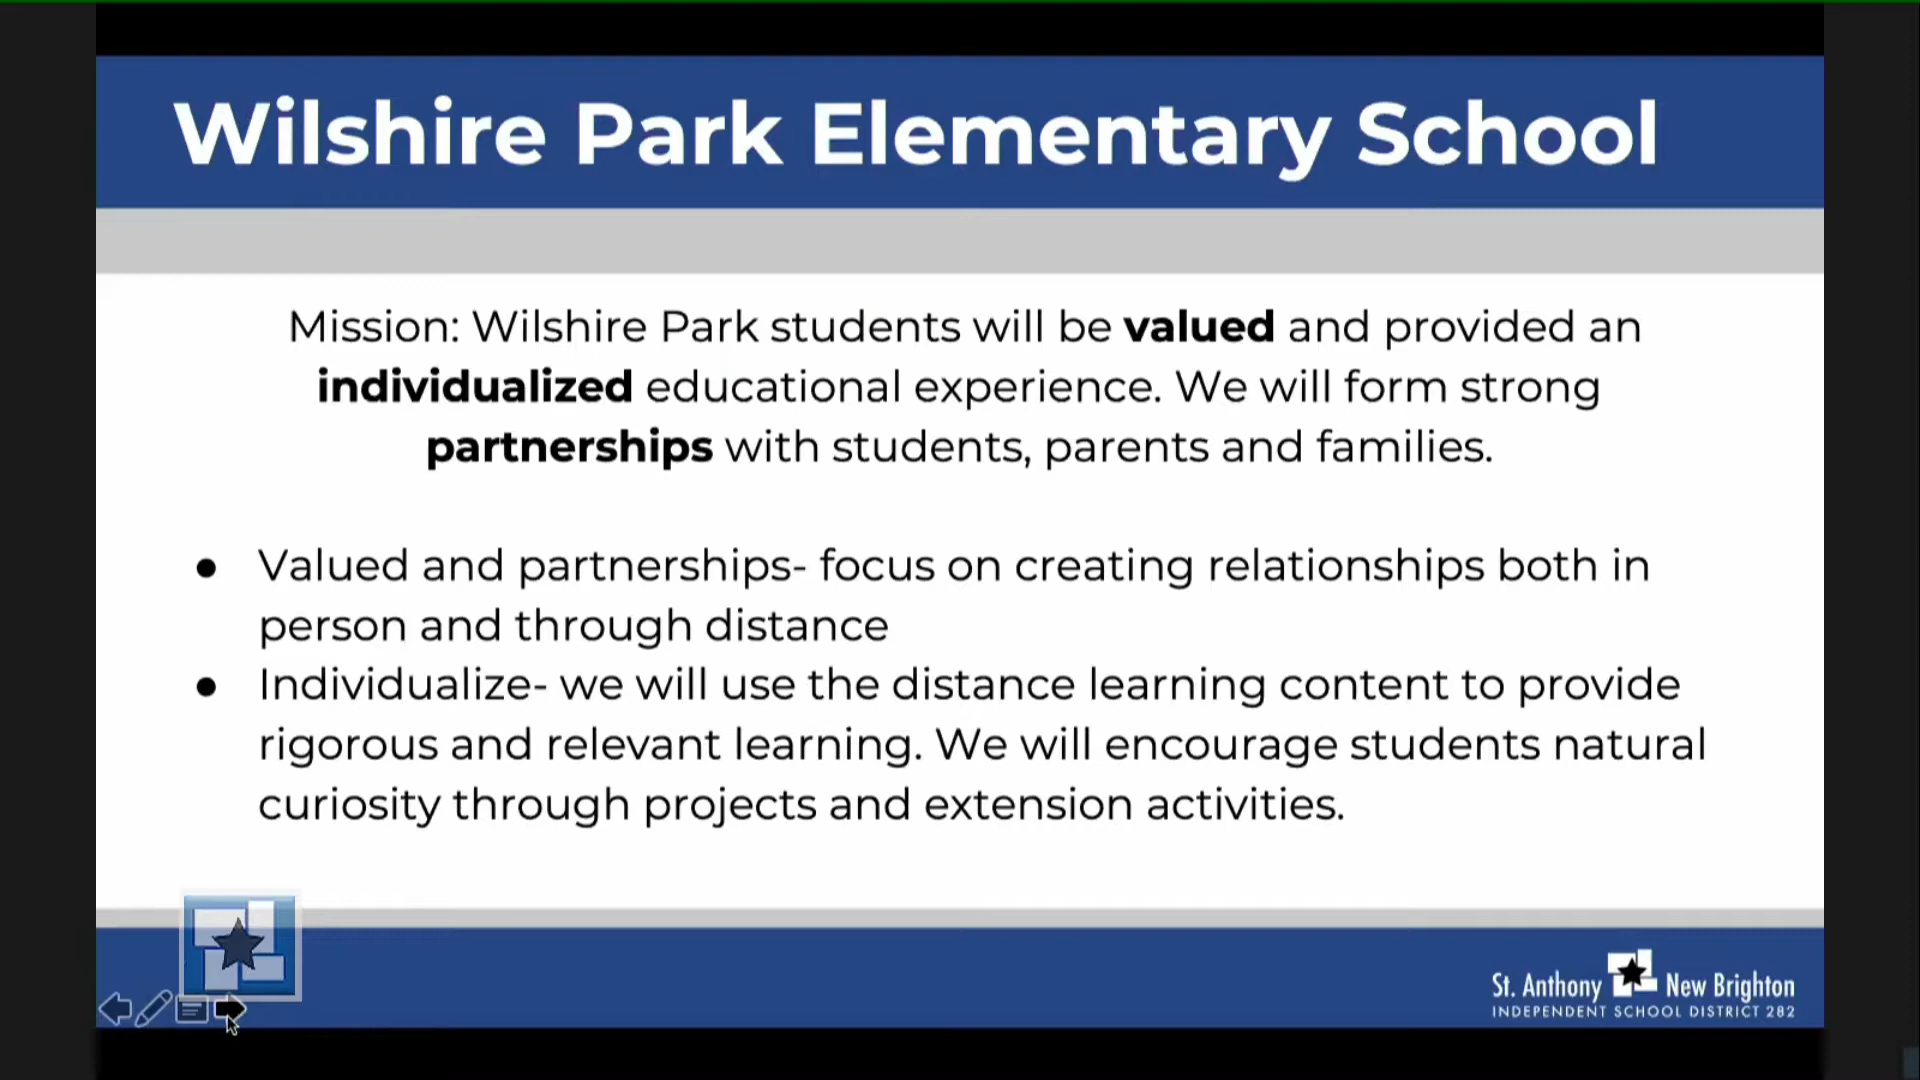 Wilshire Park Elementary School
Mission: Wilshire Park students will be valued and provided an
individualized educational experience. We will form strong
partnerships with students, parents and families.
● Valued and partnerships- focus on creating relationships both in
person and through distance
● Individualize- we will use the distance learning content to provide
rigorous and relevant learning. We will encourage students natural
curiosity through projects and extension activities.
St. Anthony New Brighton
INDEPENDENT SCHOOL DISTRICT 282